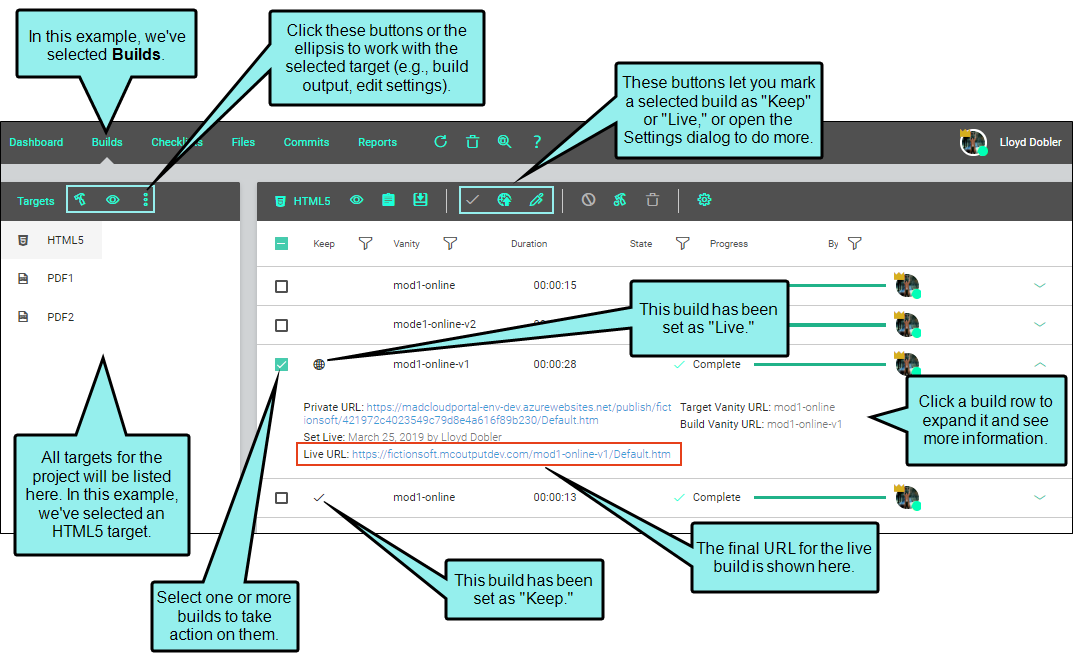 In this example, we've
selected Builds.
Click these buttons or the
ellipsis to work with the
selected target (e.g., build
output, edit settings).
These buttons let you mark
a selected build as "Keep"
or "Live," or open the
Settings dialog to do more.
Dashboard Builds Checklists Files Commits Reports ? Lloyd Dobler
Targets
HTML5
HTML5
PDF1
PDF2
Keep Vanity Duration State Progress By
mod1-online 00:00:15
mode1-online-v2
This build has been
set as "Live."
mod1-online-v1 00:00:28 Complete
Private URL: https://madcloudportal-env-dev.azurewebsites.net/publish/fict
ionsoft/421972c4023549c79d8e4a616f89b230/Default.htm
Set Live: March 25, 2019 by Lloyd Dobler
Live URL: https://fictionsoft.mcoutputdev.com/mod1-online-v1/Default.htm
Target Vanity URL: mod1-online
Build Vanity URL: mod1-online-v1
Click a build row to
expand it and see
more information.
mod1-online 00:00:13 Complete
All targets for the
project will be listed
here. In this example,
we've selected an
HTML5 target.
The final URL for the live
build is shown here.
This build has been
set as "Keep."
Select one or more
builds to take
action on them.